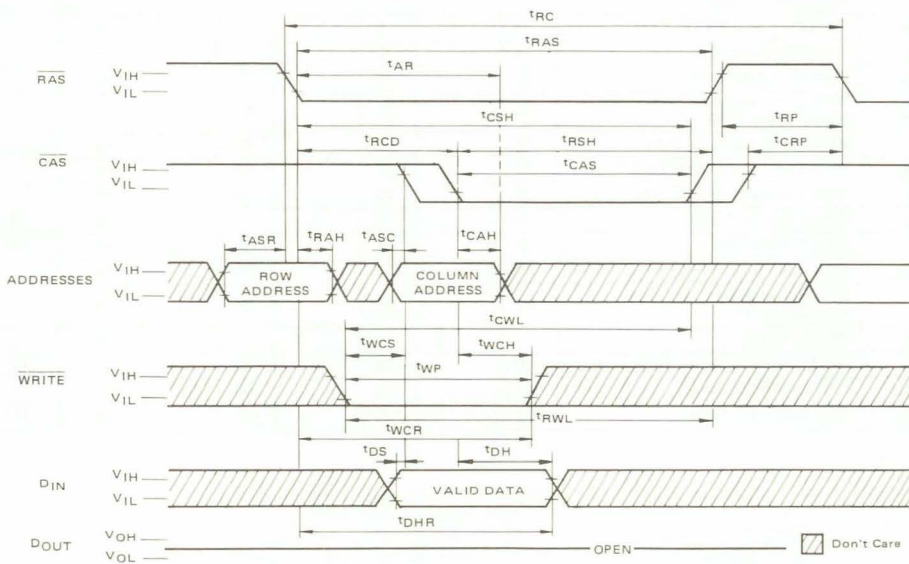 tRC
tRAS
tAR
RAS
VIH
VIL
tCSH
tRP
tRCD
tRSH
tCRP
CAS
VIH
VIL
tCAS
tASR
tRAH
tASC
tCAH
ADDRESSES
VIH
VIL
ROW ADDRESS
COLUMN ADDRESS
tCWL
tWCS
tWCH
WRITE
VIH
VIL
tWP
tRWL
tWCR
tDS
tDH
DIN
VIH
VIL
VALID DATA
tDHR
DOUT
VOH
VOL
OPEN
Don't Care